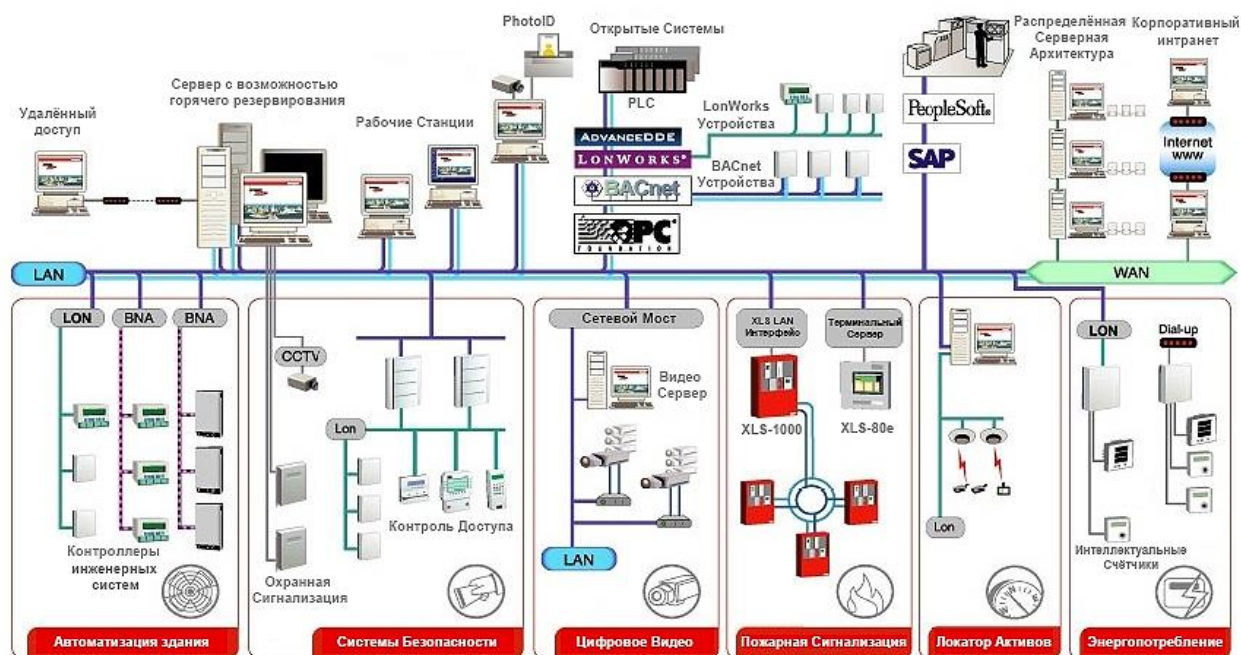 PhotoID
Открытые Системы
Распределённая
Серверная
Архитектура
Корпоративный
интранет
Сервер с возможностью
горячего резервирования
Удалённый
доступ
Рабочие Станции
PLC
LonWorks
Устройства
BACnet
Устройства
ADVANCEDDE
LONWORKS®
BACnet
OPC
FOUNDATION
PeopleSoft®
SAP
Internet
WWW
LAN
WAN
LON
BNA
BNA
CCTV
Lon
Контроллеры
инженерных
систем
Охранная
Сигнализация
Контроль Доступа
Сетевой Мост
Видео
Сервер
LAN
XLS LAN
Интерфейо
Терминальный
Сервер
XLS-1000
XLS-80e
Lon
LON
Dial-up
Интеллектуальные
Счётчики
Автоматизация здания
Системы Безопасности
Цифровое Видео
Пожарная Сигнализация
Локатор Активов
Энергопотребление